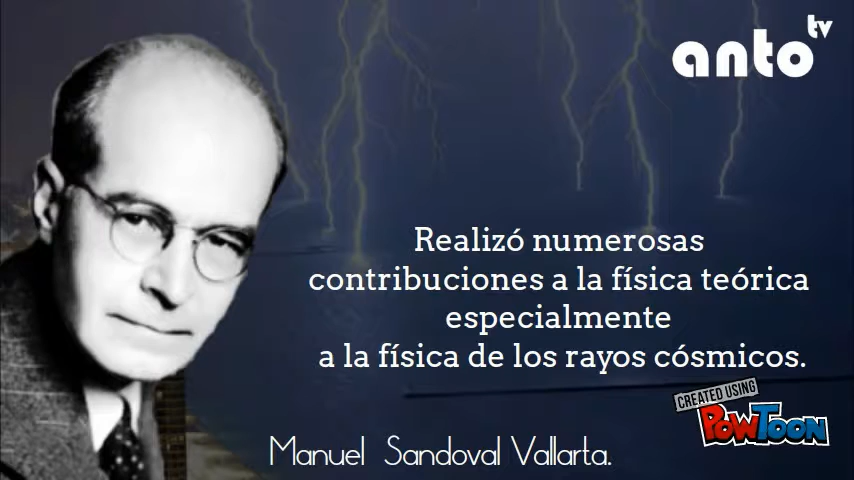 anto tv
Realizó numerosas
contribuciones a la física teórica
especialmente
a la física de los rayos cósmicos.
CREATED USING
POWTOON
Manuel Sandoval Vallarta.